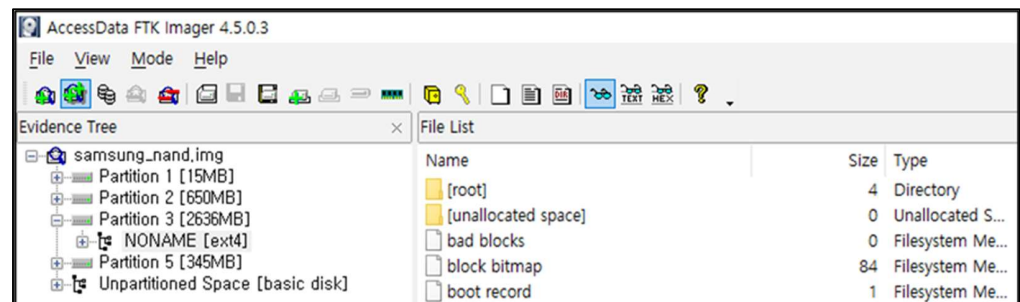 AccessData FTK Imager 4.5.0.3
File View Mode Help
TEXT HEX
Evidence Tree
File List
samsung_nand.img
Partition 1 [15MB]
Partition 2 [650MB]
Partition 3 [2636MB]
NONAME [ext4]
Partition 5 [345MB]
Unpartitioned Space [basic disk]
Name Size Type
[root] 4 Directory
[unallocated space] 0 Unallocated S...
bad blocks 0 Filesystem Me...
block bitmap 84 Filesystem Me...
boot record 1 Filesystem Me...